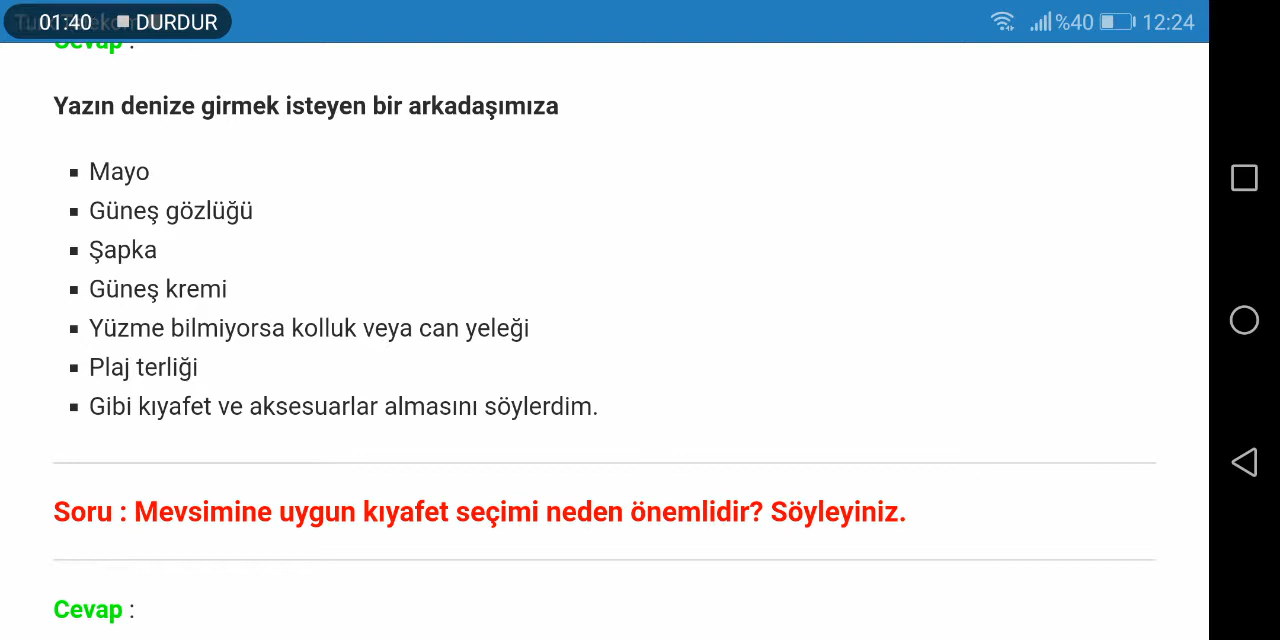 01:40 DURDUR %40 12:24
Cevap :
Yazın denize girmek isteyen bir arkadaşımıza
Mayo
Güneş gözlüğü
Şapka
Güneş kremi
Yüzme bilmiyorsa kolluk veya can yeleği
Plaj terliği
Gibi kıyafet ve aksesuarlar almasını söylerdim.
Soru : Mevsimine uygun kıyafet seçimi neden önemlidir? Söyleyiniz.
Cevap :